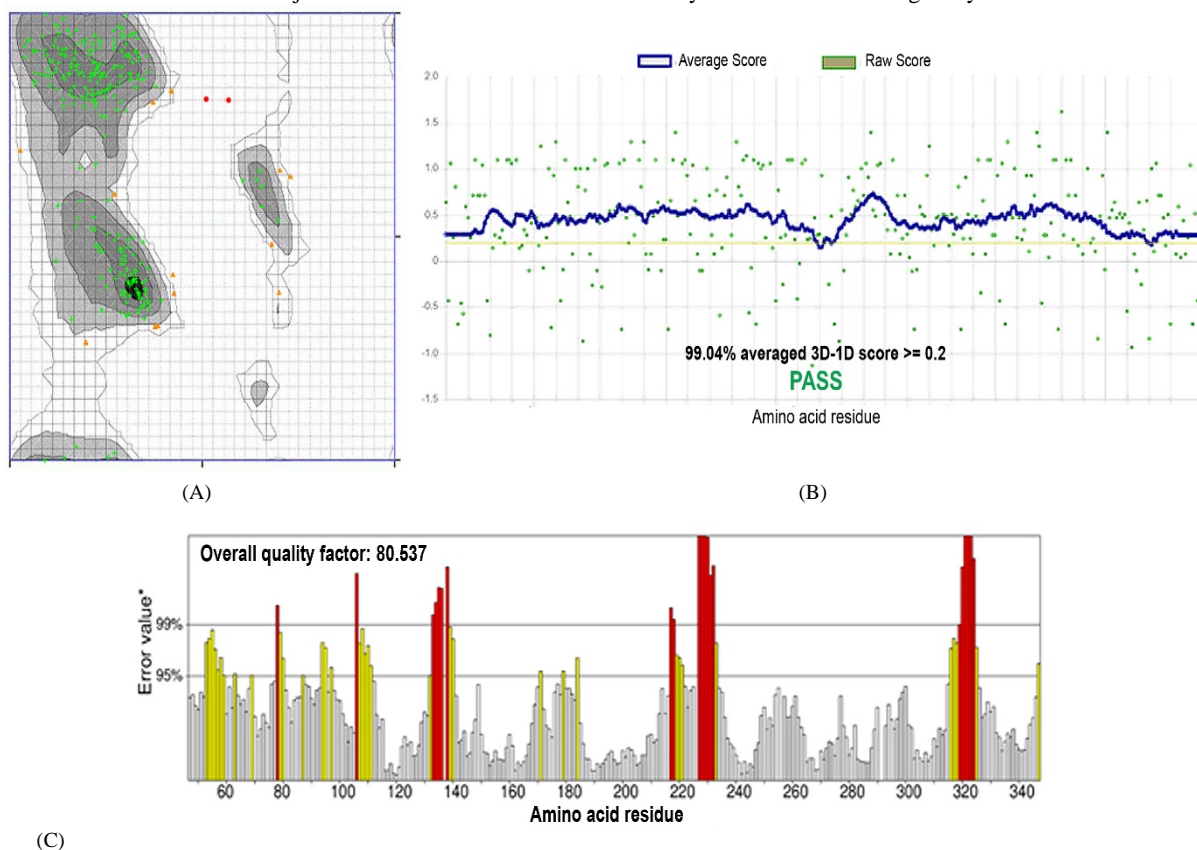 (A)
Average Score
Raw Score
2.0
1.5
1.0
0.5
0
-0.5
-1.0
-1.5
99.04% averaged 3D-1D score >= 0.2
PASS
Amino acid residue
(B)
Overall quality factor: 80.537
Error value*
99%
95%
60 80 100 120 140 160 180 200 220 240 260 280 300 320 340
Amino acid residue
(C)